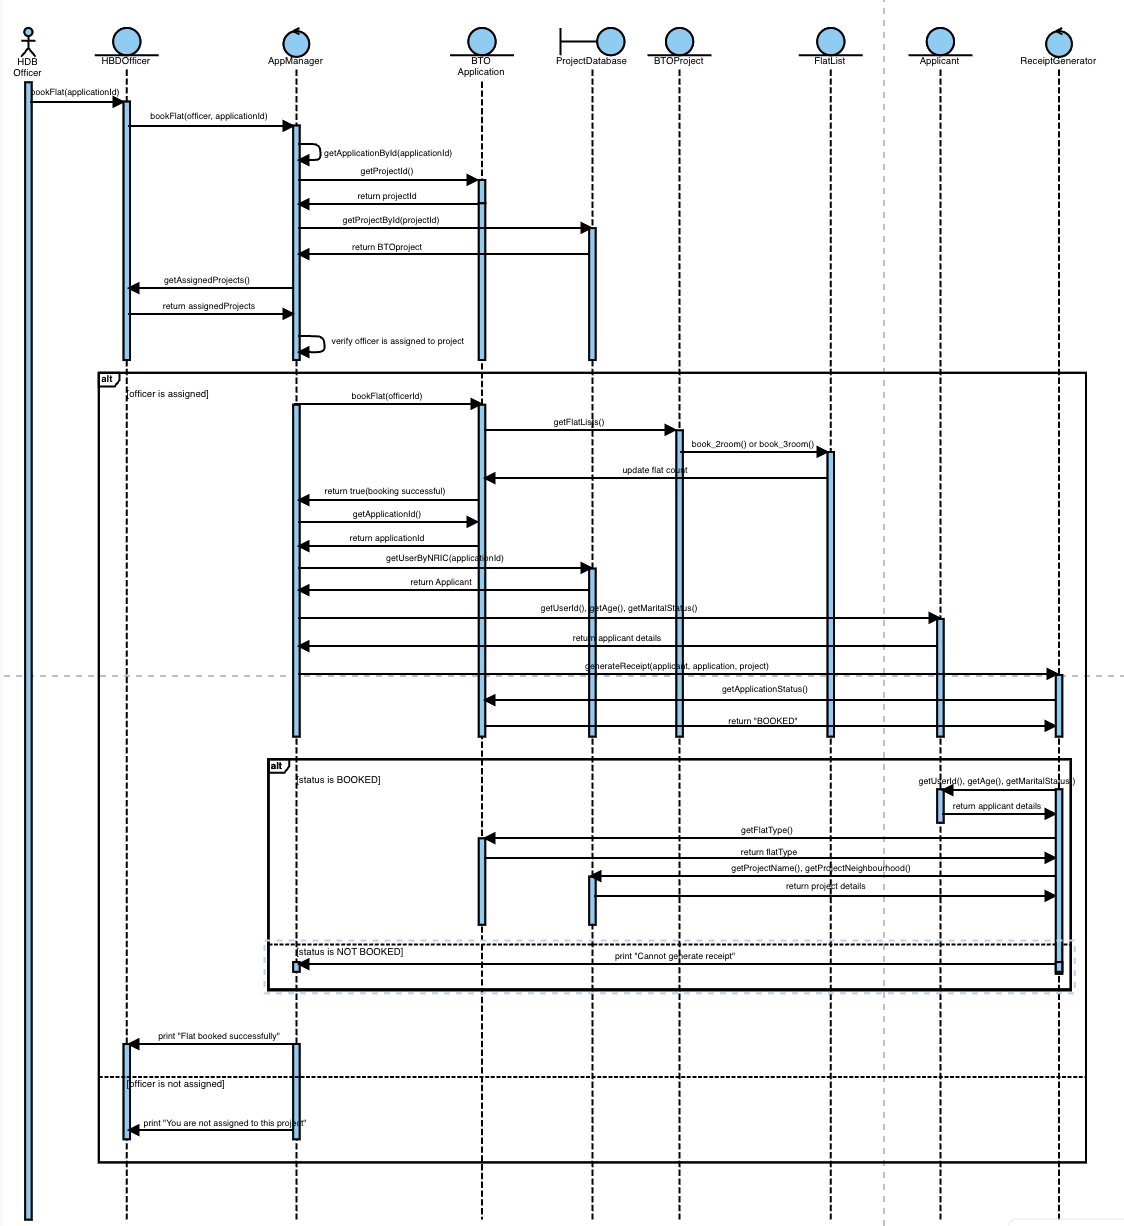 HDB
Officer
HBDOfficer
AppManager
BTO
Application
ProjectDatabase
BTOProject
FlatList
Applicant
ReceiptGenerator
bookFlat(applicationId)
bookFlat(officer, applicationId)
getApplicationById(applicationId)
getProjectId()
return projectId
getProjectById(projectId)
return BTOproject
getAssignedProjects()
return assignedProjects
verify officer is assigned to project
alt
[officer is assigned]
bookFlat(officerId)
getFlatLists()
book_2room() or book_3room()
update flat count
return true(booking successful)
getApplicationId()
return applicationId
getUserByNRIC(applicationId)
return Applicant
getUserId(), getAge(), getMaritalStatus()
return applicant details
generateReceipt(applicant, application, project)
getApplicationStatus()
return "BOOKED"
alt
[status is BOOKED]
getUserId(), getAge(), getMaritalStatus()
return applicant details
getFlatType()
return flatType
getProjectName(), getProjectNeighbourhood()
return project details
[status is NOT BOOKED]
print "Cannot generate receipt"
print "Flat booked successfully"
[officer is not assigned]
print "You are not assigned to this project"